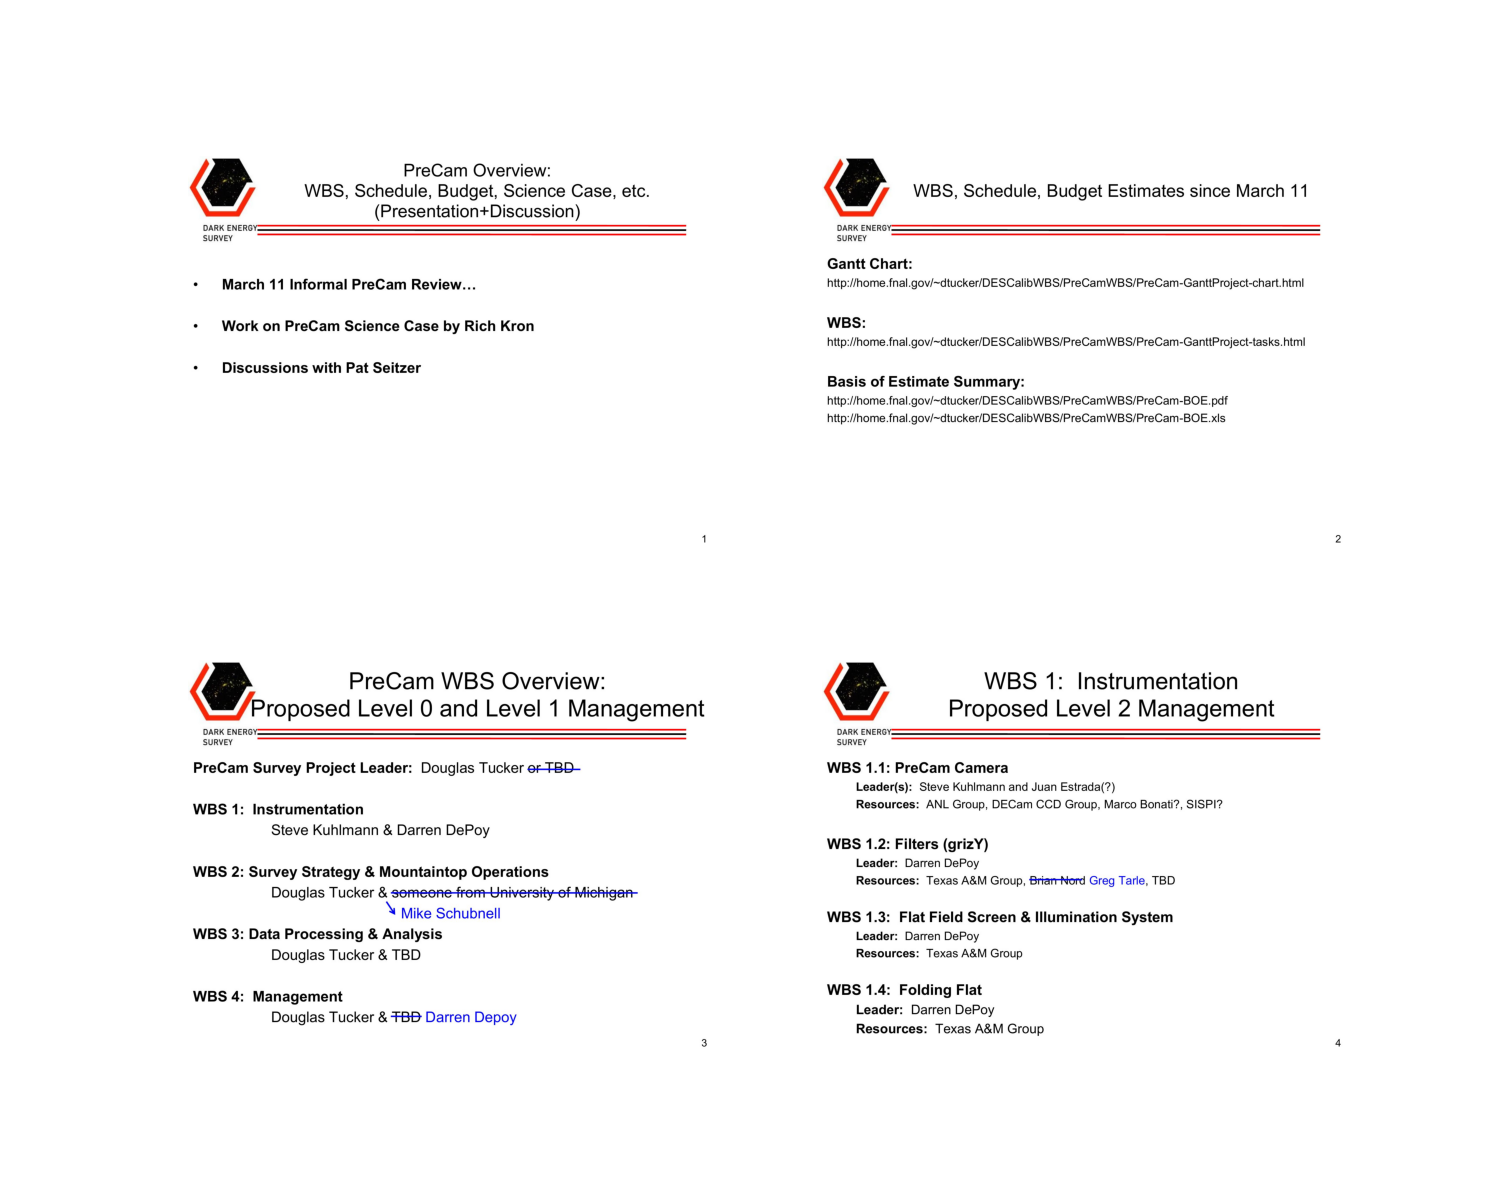 PreCam Overview:
WBS, Schedule, Budget, Science Case, etc.
(Presentation+Discussion)
DARK ENERGY
SURVEY
• March 11 Informal PreCam Review…
• Work on PreCam Science Case by Rich Kron
• Discussions with Pat Seitzer
1
WBS, Schedule, Budget Estimates since March 11
DARK ENERGY
SURVEY
Gantt Chart:
http://home.fnal.gov/~dtucker/DESCalibWBS/PreCamWBS/PreCam-GanttProject-chart.html
WBS:
http://home.fnal.gov/~dtucker/DESCalibWBS/PreCamWBS/PreCam-GanttProject-tasks.html
Basis of Estimate Summary:
http://home.fnal.gov/~dtucker/DESCalibWBS/PreCamWBS/PreCam-BOE.pdf
http://home.fnal.gov/~dtucker/DESCalibWBS/PreCamWBS/PreCam-BOE.xls
2
PreCam WBS Overview:
Proposed Level 0 and Level 1 Management
DARK ENERGY
SURVEY
PreCam Survey Project Leader: Douglas Tucker or TBD
WBS 1: Instrumentation
Steve Kuhlmann & Darren DePoy
WBS 2: Survey Strategy & Mountaintop Operations
Douglas Tucker & someone from University of Michigan
Mike Schubnell
WBS 3: Data Processing & Analysis
Douglas Tucker & TBD
WBS 4: Management
Douglas Tucker & TBD Darren Depoy
3
WBS 1: Instrumentation
Proposed Level 2 Management
DARK ENERGY
SURVEY
WBS 1.1: PreCam Camera
Leader(s): Steve Kuhlmann and Juan Estrada(?)
Resources: ANL Group, DECam CCD Group, Marco Bonati?, SISPI?
WBS 1.2: Filters (grizY)
Leader: Darren DePoy
Resources: Texas A&M Group, Brian Nord Greg Tarle, TBD
WBS 1.3: Flat Field Screen & Illumination System
Leader: Darren DePoy
Resources: Texas A&M Group
WBS 1.4: Folding Flat
Leader: Darren DePoy
Resources: Texas A&M Group
4